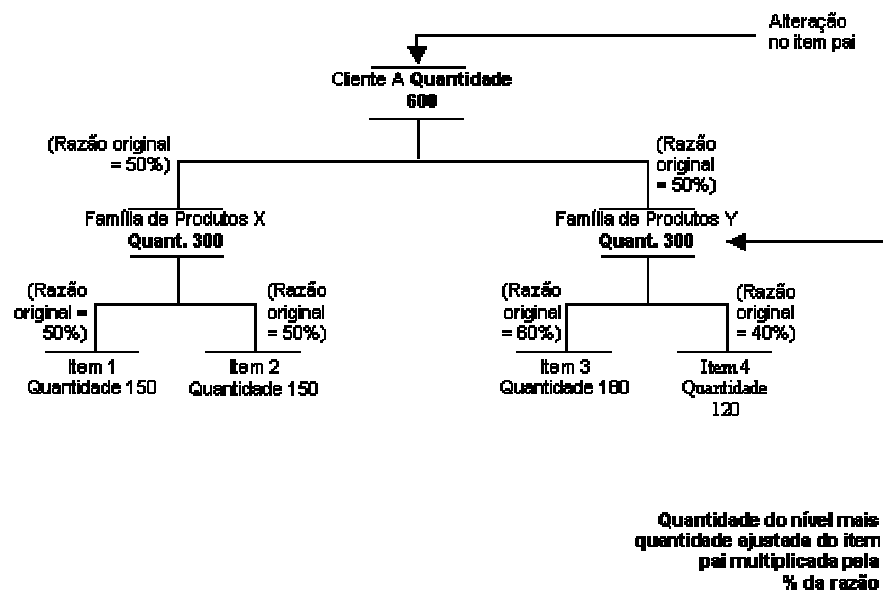 Alteração
no item pai
Cliente A Quantidade
600
(Razão original
= 50%)
(Razão
original
= 50%)
Família de Produtos X
Quant. 300
Família de Produtos Y
Quant. 300
(Razão
original =
50%)
(Razão
original
= 50%)
(Razão
original
= 60%)
(Razão
original
= 40%)
Item 1
Quantidade 150
Item 2
Quantidade 150
Item 3
Quantidade 180
Item 4
Quantidade
120
Quantidade do nível mais
quantidade ajustada do item
pai multiplicada pela
% da razão